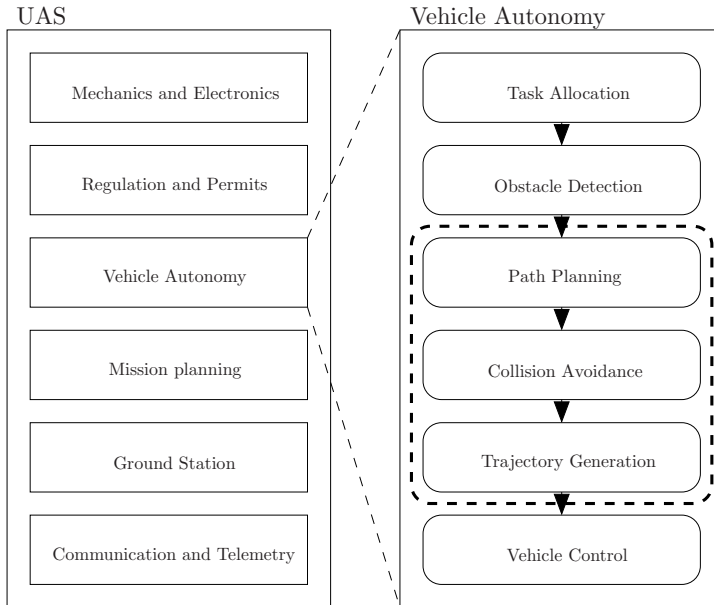 UAS
Mechanics and Electronics
Regulation and Permits
Vehicle Autonomy
Mission planning
Ground Station
Communication and Telemetry
Vehicle Autonomy
Task Allocation
Obstacle Detection
Path Planning
Collision Avoidance
Trajectory Generation
Vehicle Control